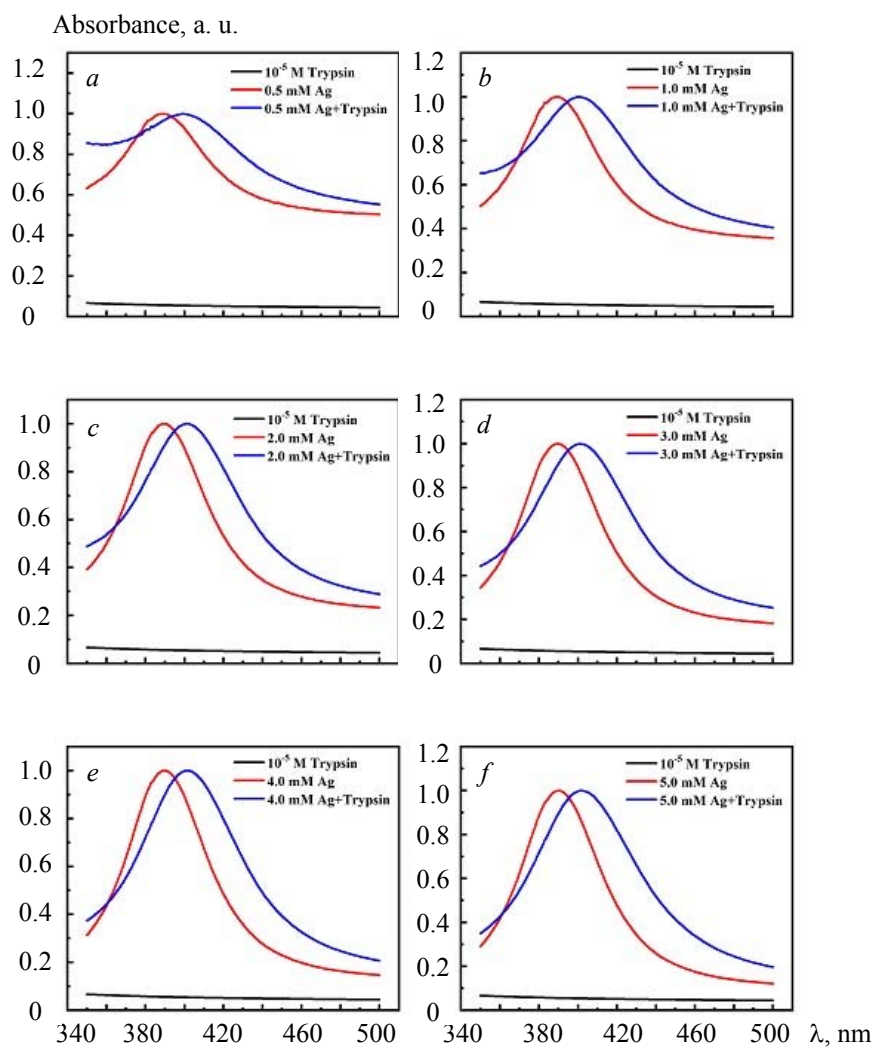 Absorbance, a. u.
a
10⁻⁵ M Trypsin
0.5 mM Ag
0.5 mM Ag+Trypsin
1.2
1.0
0.8
0.6
0.4
0.2
0
b
10⁻⁵ M Trypsin
1.0 mM Ag
1.0 mM Ag+Trypsin
1.2
1.0
0.8
0.6
0.4
0.2
0
c
10⁻⁵ M Trypsin
2.0 mM Ag
2.0 mM Ag+Trypsin
1.0
0.8
0.6
0.4
0.2
0
d
10⁻⁵ M Trypsin
3.0 mM Ag
3.0 mM Ag+Trypsin
1.2
1.0
0.8
0.6
0.4
0.2
0
e
10⁻⁵ M Trypsin
4.0 mM Ag
4.0 mM Ag+Trypsin
1.0
0.8
0.6
0.4
0.2
0
f
10⁻⁵ M Trypsin
5.0 mM Ag
5.0 mM Ag+Trypsin
1.2
1.0
0.8
0.6
0.4
0.2
0
340 380 420 460 500
340 380 420 460 500 λ, nm